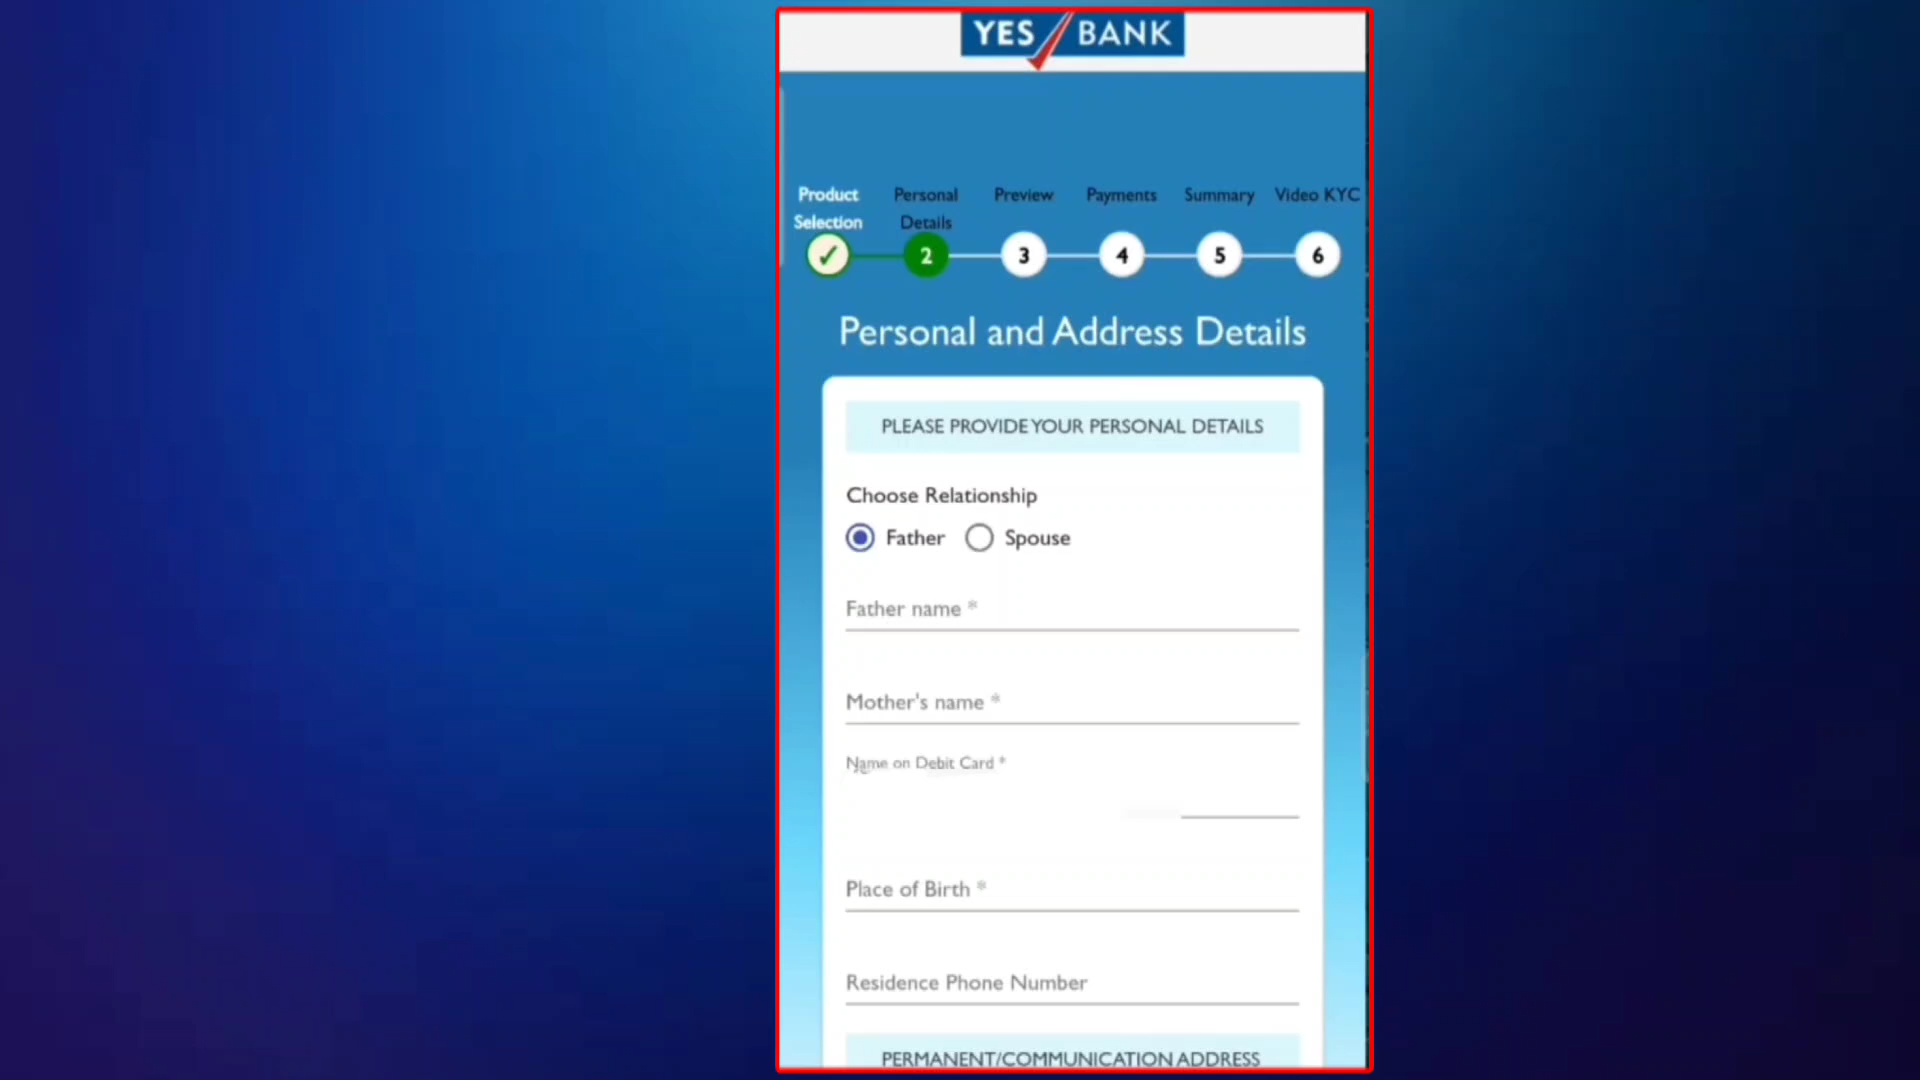 YES BANK
Product Selection
Personal Details
Preview
Payments
Summary
Video KYC
✓ 2 3 4 5 6
Personal and Address Details
PLEASE PROVIDE YOUR PERSONAL DETAILS
Choose Relationship
Father Spouse
Father name *
Mother's name *
Name on Debit Card *
Place of Birth *
Residence Phone Number
PERMANENT/COMMUNICATION ADDRESS